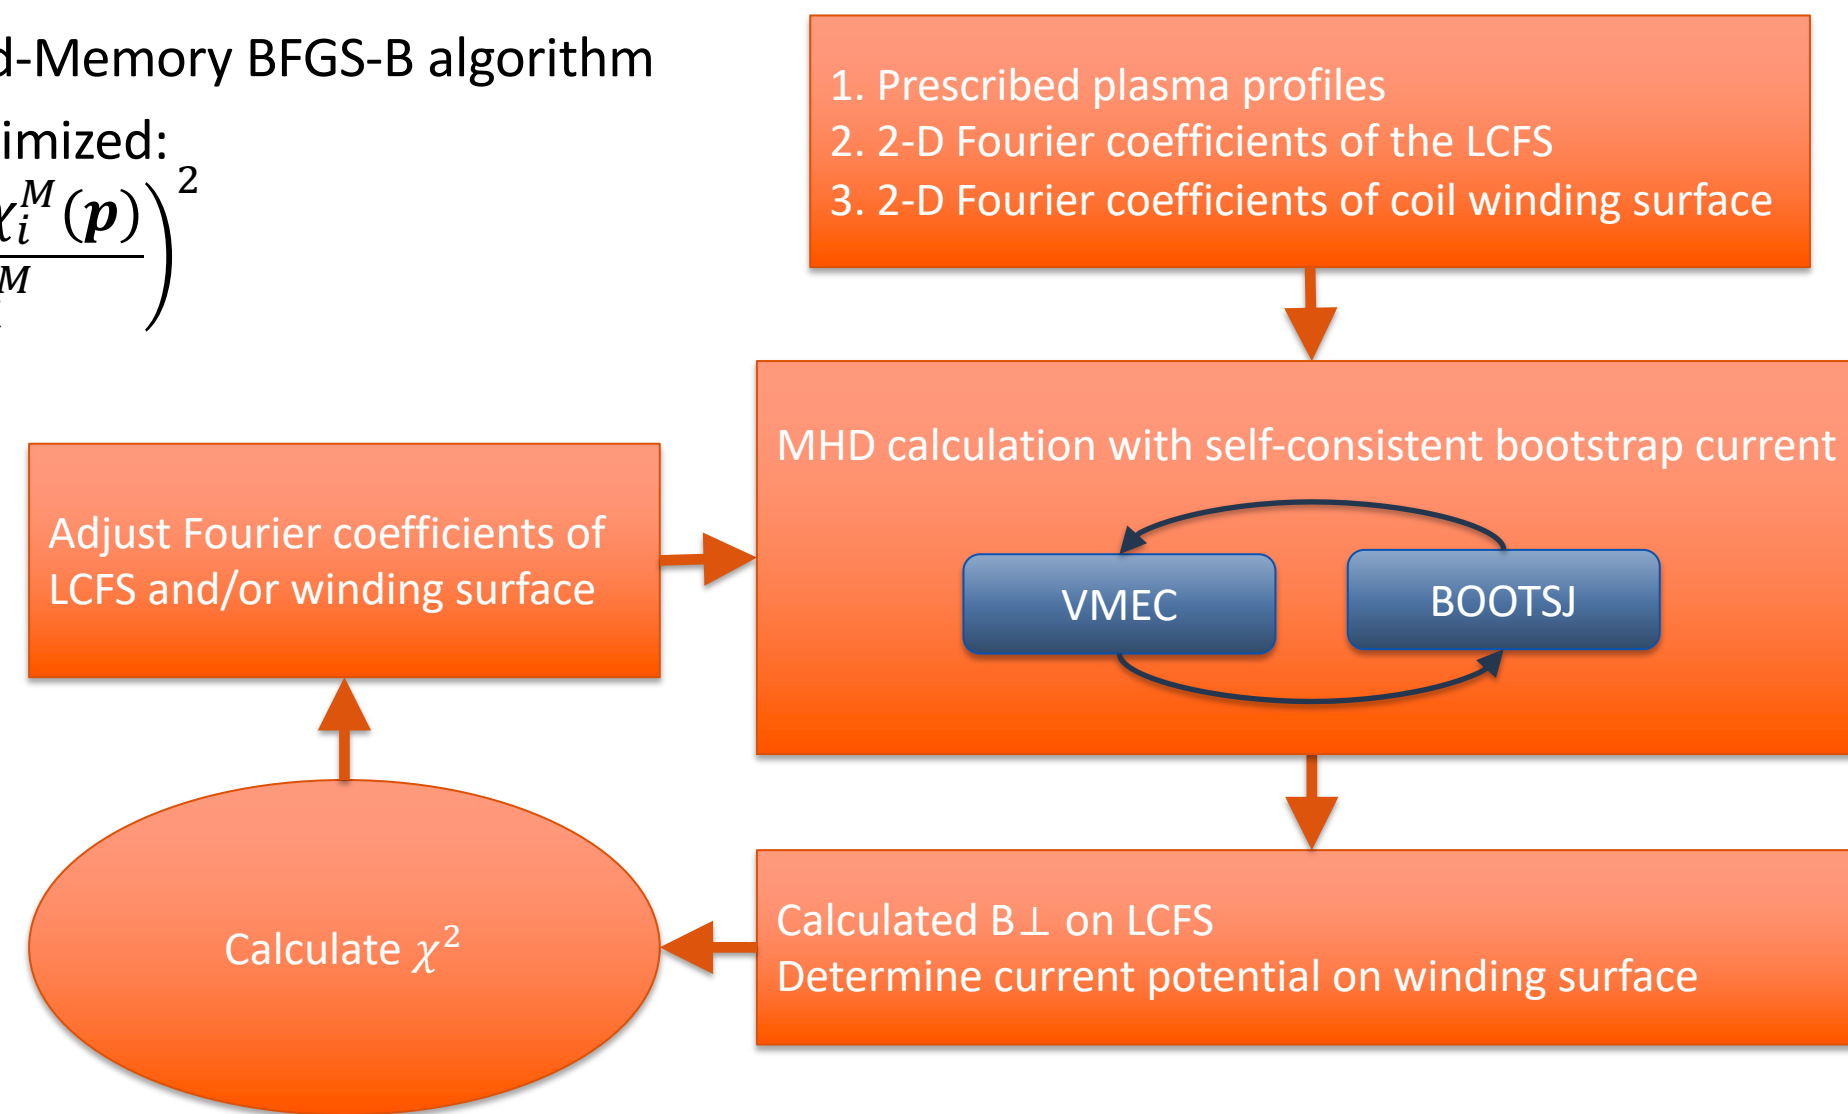 d-Memory BFGS-B algorithm
imized:
χ_i^M(p)
M
2
1. Prescribed plasma profiles
2. 2-D Fourier coefficients of the LCFS
3. 2-D Fourier coefficients of coil winding surface
MHD calculation with self-consistent bootstrap current
VMEC
BOOTSJ
Adjust Fourier coefficients of
LCFS and/or winding surface
Calculated B⊥ on LCFS
Determine current potential on winding surface
Calculate χ²